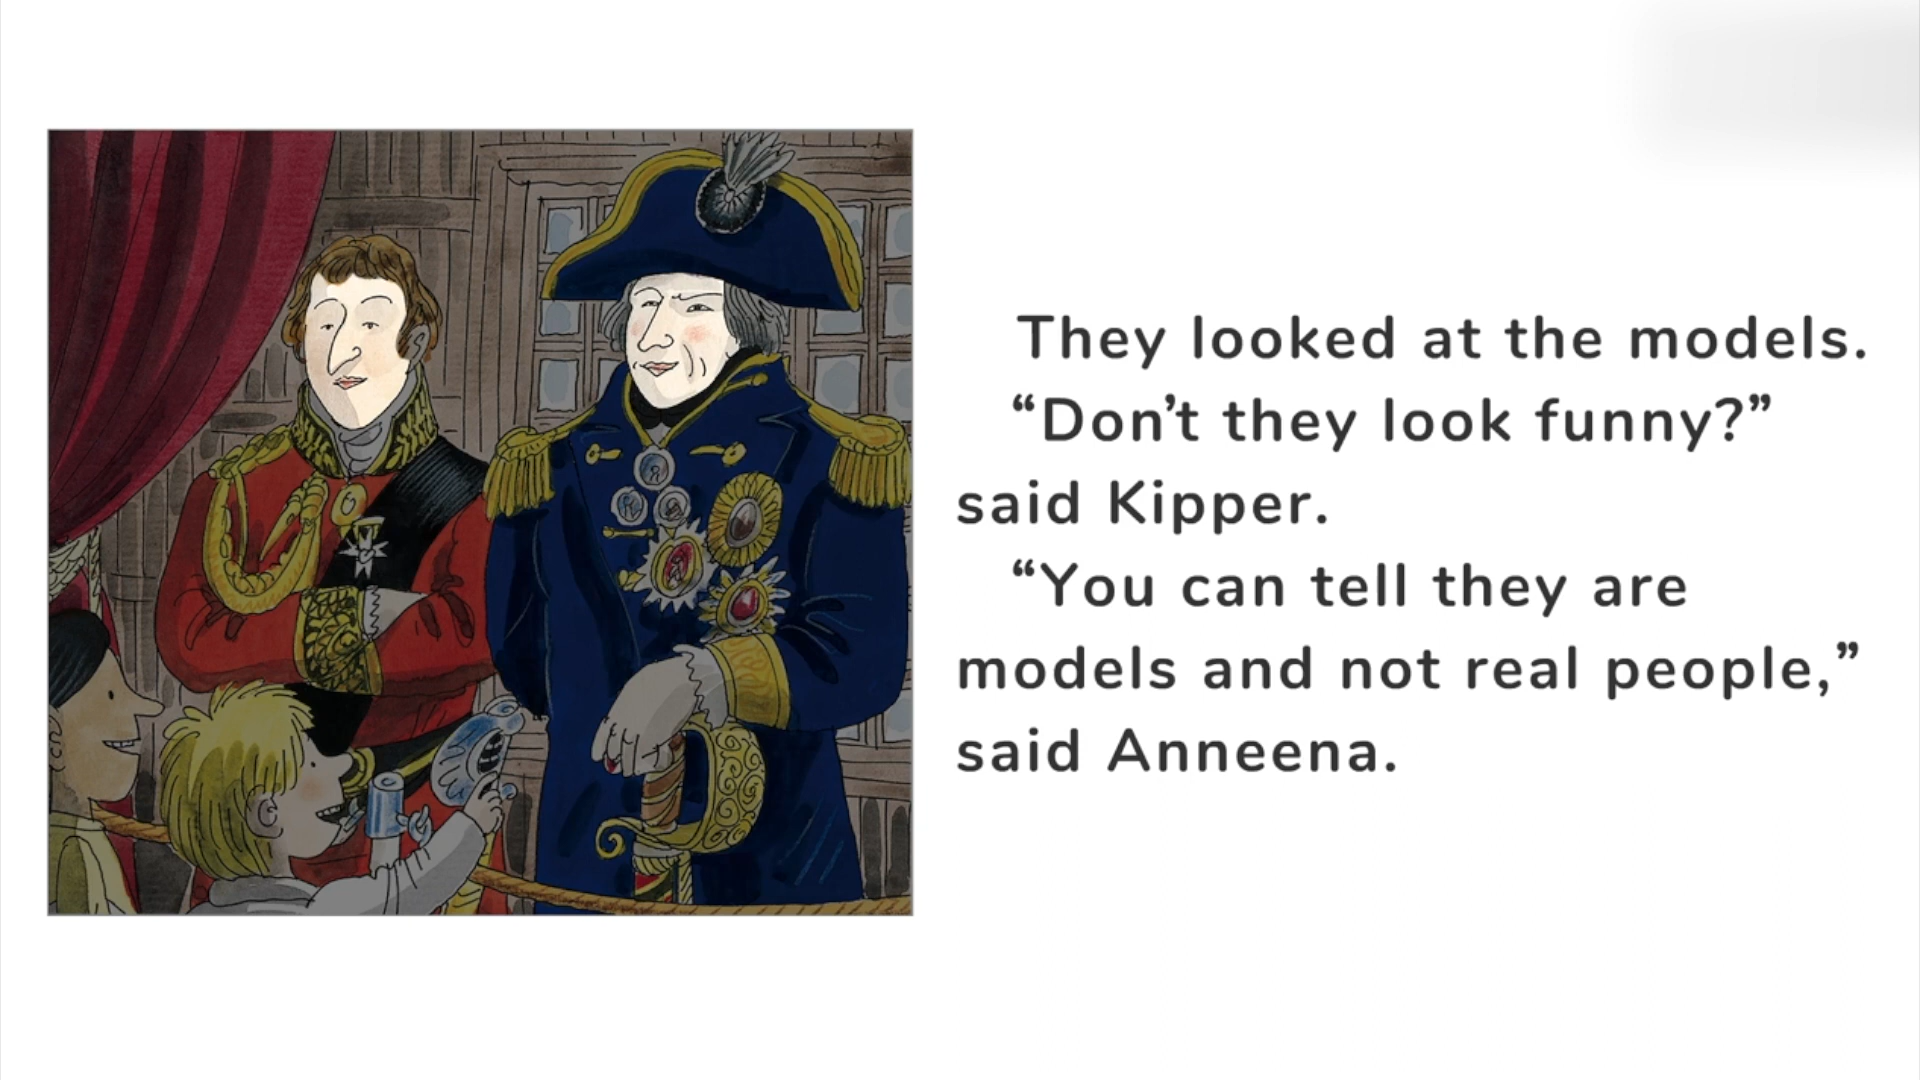 They looked at the models.
“Don’t they look funny?”
said Kipper.
“You can tell they are
models and not real people,”
said Anneena.